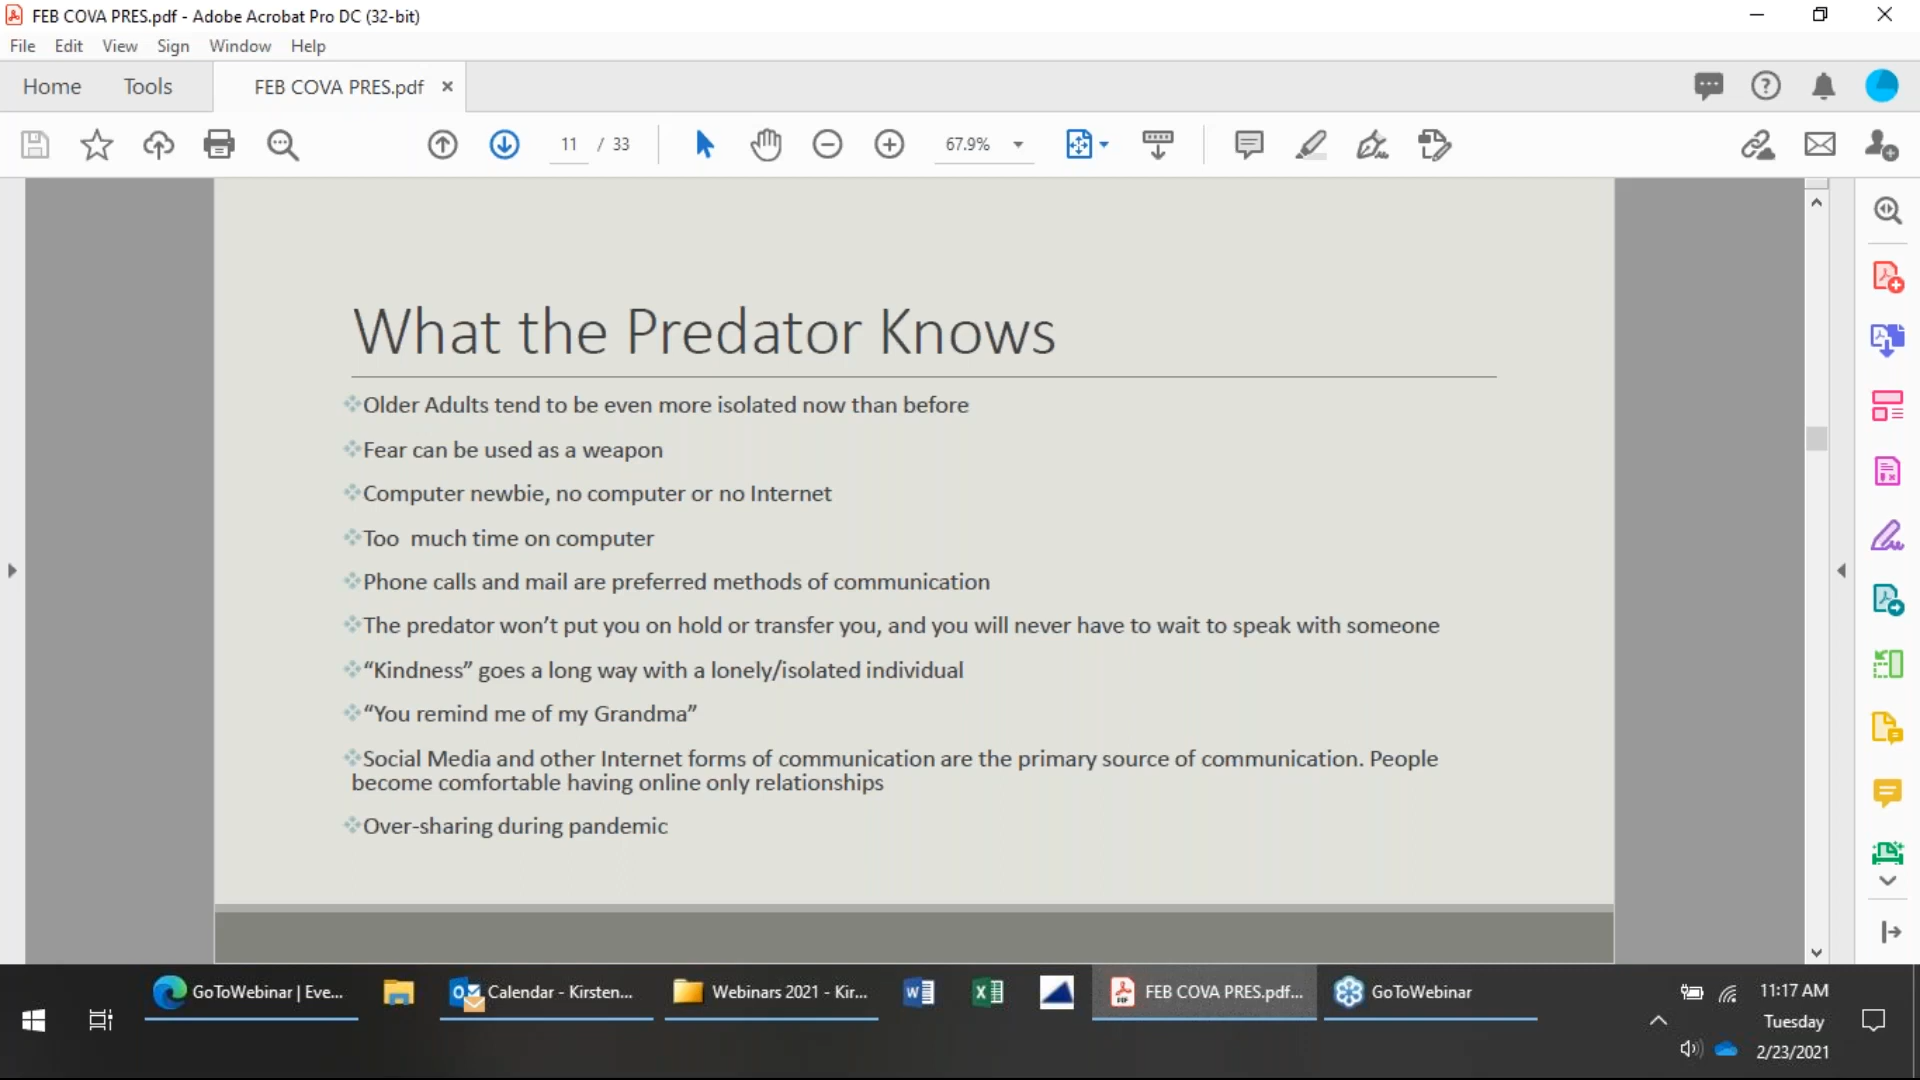 FEB COVA PRES.pdf - Adobe Acrobat Pro DC (32-bit)
File Edit View Sign Window Help
Home Tools FEB COVA PRES.pdf
11 / 33 67.9%
What the Predator Knows
Older Adults tend to be even more isolated now than before
Fear can be used as a weapon
Computer newbie, no computer or no Internet
Too much time on computer
Phone calls and mail are preferred methods of communication
The predator won’t put you on hold or transfer you, and you will never have to wait to speak with someone
“Kindness” goes a long way with a lonely/isolated individual
“You remind me of my Grandma”
Social Media and other Internet forms of communication are the primary source of communication. People
become comfortable having online only relationships
Over-sharing during pandemic
GoToWebinar | Eve... Calendar - Kirsten... Webinars 2021 - Kir... FEB COVA PRES.pdf... GoToWebinar
11:17 AM
Tuesday
2/23/2021